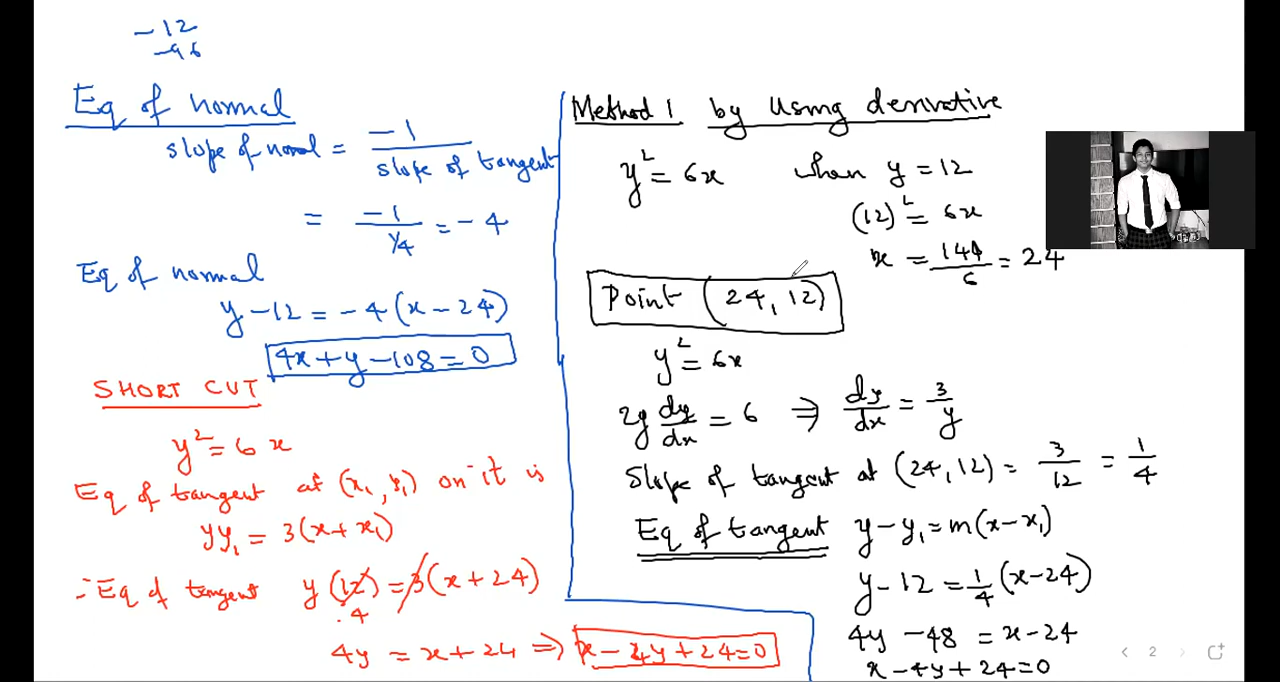 -12
-96
Eq of normal
slope of normal = -1 / slope of tangent
= -1 / ¼ = -4
Eq of normal
y-12 = -4(x-24)
4x+y-108=0
SHORT CUT
y² = 6x
Eq of tangent at (x₁, y₁) on it is
yy₁ = 3(x+x₁)
∴ Eq of tangent y(12) = 3(x+24)
4
4y = x+24 ⇒ x-4y+24=0
Method 1 by using derivative
y² = 6x when y = 12
(12)² = 6x
x = 144/6 = 24
Point (24, 12)
y² = 6x
2y dy/dx = 6 ⇒ dy/dx = 3/y
Slope of tangent at (24, 12) = 3/12 = 1/4
Eq of tangent y-y₁ = m(x-x₁)
y-12 = 1/4 (x-24)
4y -48 = x-24
x-4y+24=0
2